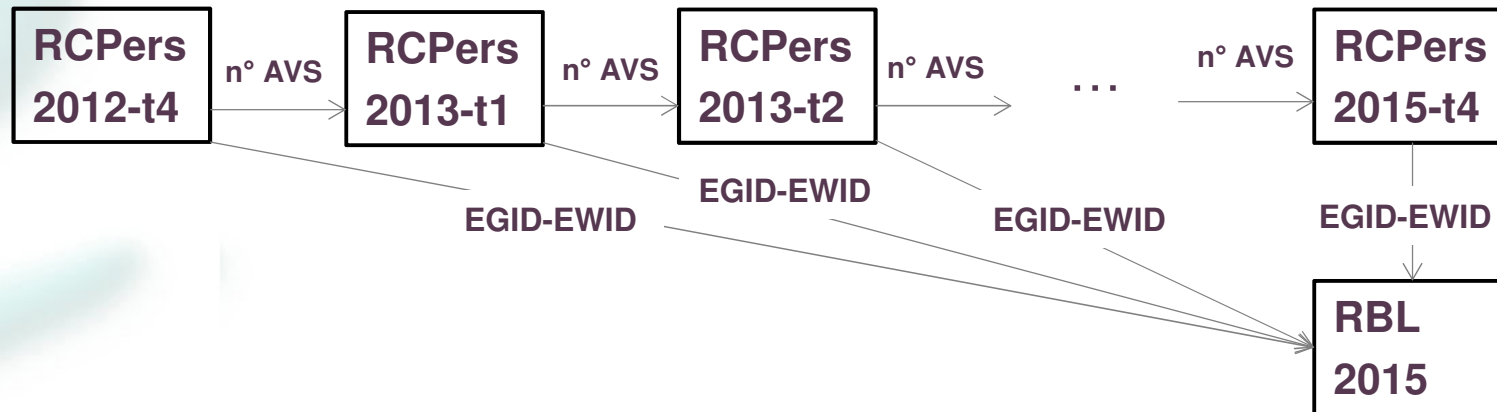 RCPers
2012-t4
n° AVS
RCPers
2013-t1
n° AVS
RCPers
2013-t2
n° AVS
...
n° AVS
RCPers
2015-t4
EGID-EWID
EGID-EWID
EGID-EWID
EGID-EWID
RBL
2015